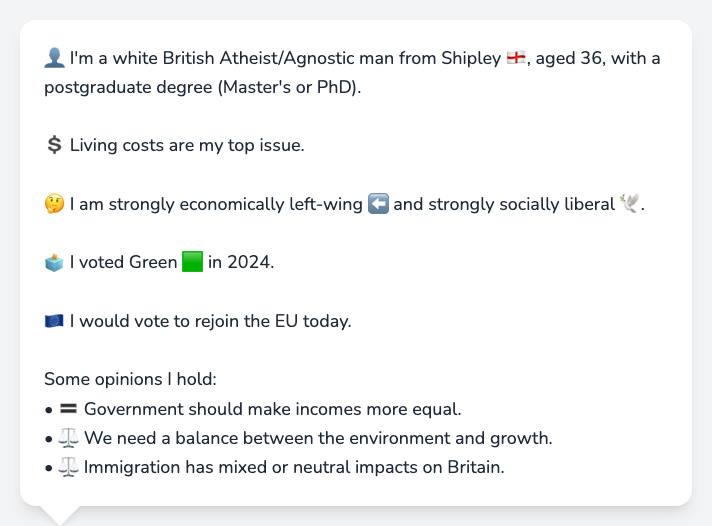 👤 I'm a white British Atheist/Agnostic man from Shipley 🏴󠁧󠁢󠁥󠁮󠁧󠁿, aged 36, with a
postgraduate degree (Master's or PhD).
💲 Living costs are my top issue.
🤔 I am strongly economically left-wing ⬅️ and strongly socially liberal 🕊️.
🗳️ I voted Green 🟩 in 2024.
🇪🇺 I would vote to rejoin the EU today.
Some opinions I hold:
• 🟰 Government should make incomes more equal.
• ⚖️ We need a balance between the environment and growth.
• ⚖️ Immigration has mixed or neutral impacts on Britain.